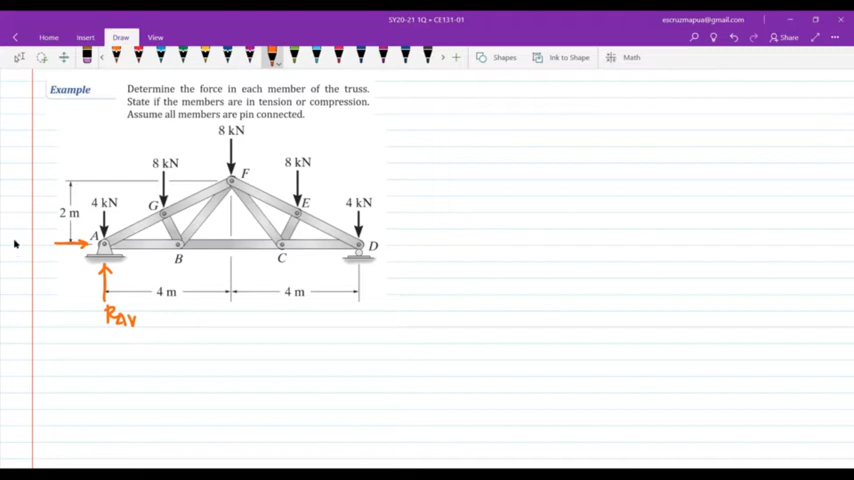 SY20-21 1Q = CE131-01
escruzmapua@gmail.com
Home Insert Draw View
Share
Shapes
Ink to Shape
Math
Example
Determine the force in each member of the truss.
State if the members are in tension or compression.
Assume all members are pin connected.
8 kN
F
8 kN
8 kN
4 kN
G
E
4 kN
2 m
A
D
B
C
4 m
4 m
RAV